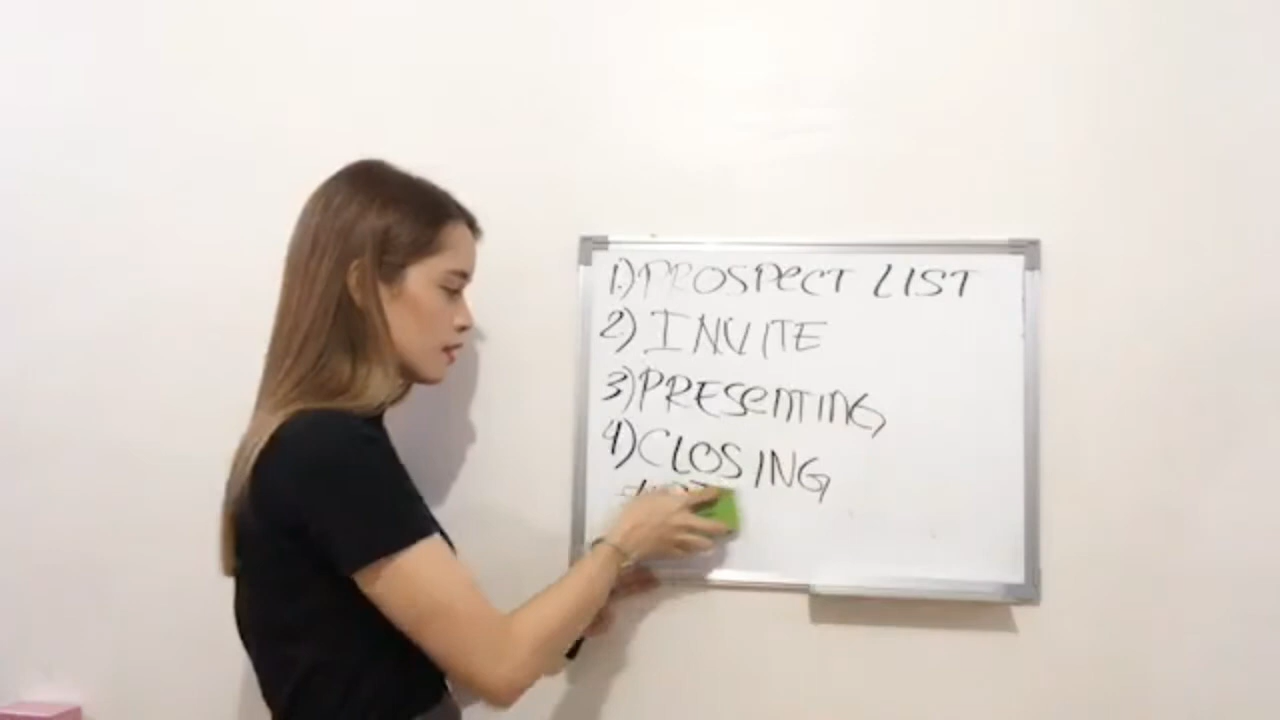 1.) PROSPECT LIST
2) INVITE
3) PRESENTING
4) CLOSING